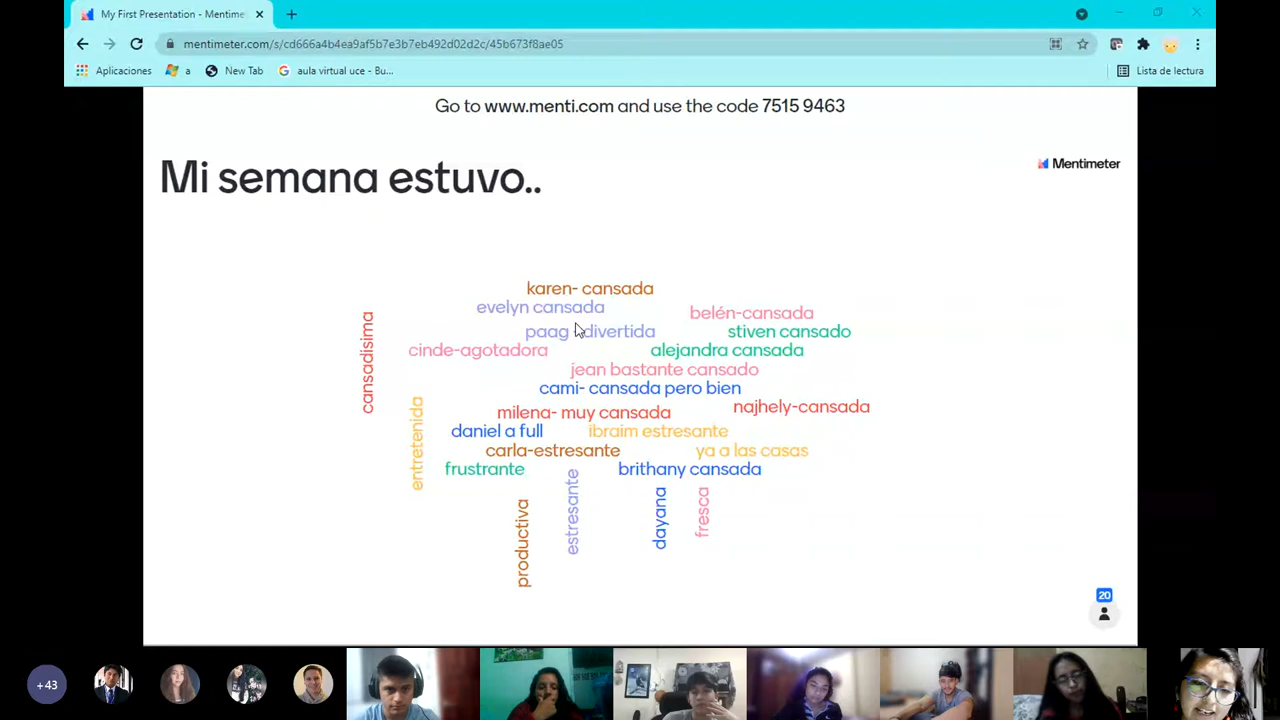 My First Presentation - Mentime
mentimeter.com/s/cd666a4b4ea9af5b7e3b7eb492d02d2c/45b673f8ae05
Aplicaciones
a
New Tab
aula virtual uce - Bu...
Lista de lectura
Go to www.menti.com and use the code 7515 9463
Mi semana estuvo..
Mentimeter
karen- cansada
evelyn cansada
belén-cansada
paag divertida
stiven cansado
cansadisima
cinde-agotadora
alejandra cansada
jean bastante cansado
cami- cansada pero bien
entretenida
milena- muy cansada
najhely-cansada
daniel a full
ibraim estresante
carla-estresante
ya a las casas
frustrante
brithany cansada
productiva
estresante
dayana
fresca
20
+43